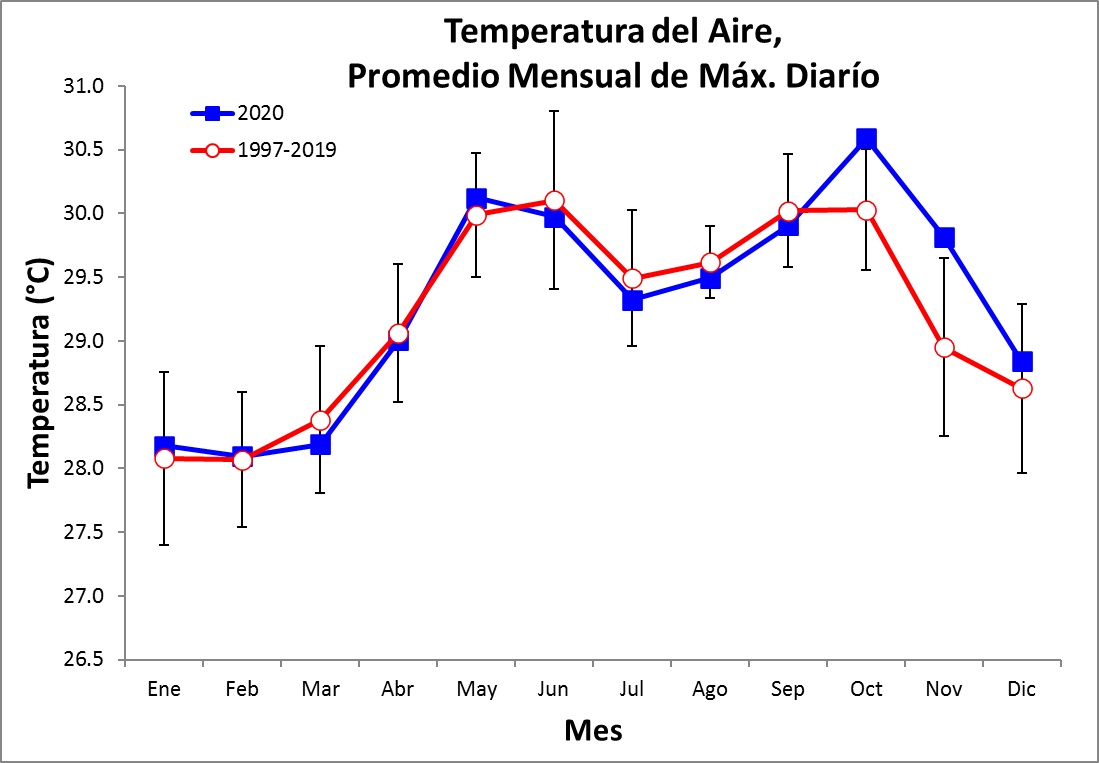 Temperatura del Aire,
Promedio Mensual de Máx. Diarío
2020
1997-2019
31.0
30.5
30.0
29.5
29.0
28.5
28.0
27.5
27.0
26.5
Temperatura (°C)
Ene Feb Mar Abr May Jun Jul Ago Sep Oct Nov Dic
Mes